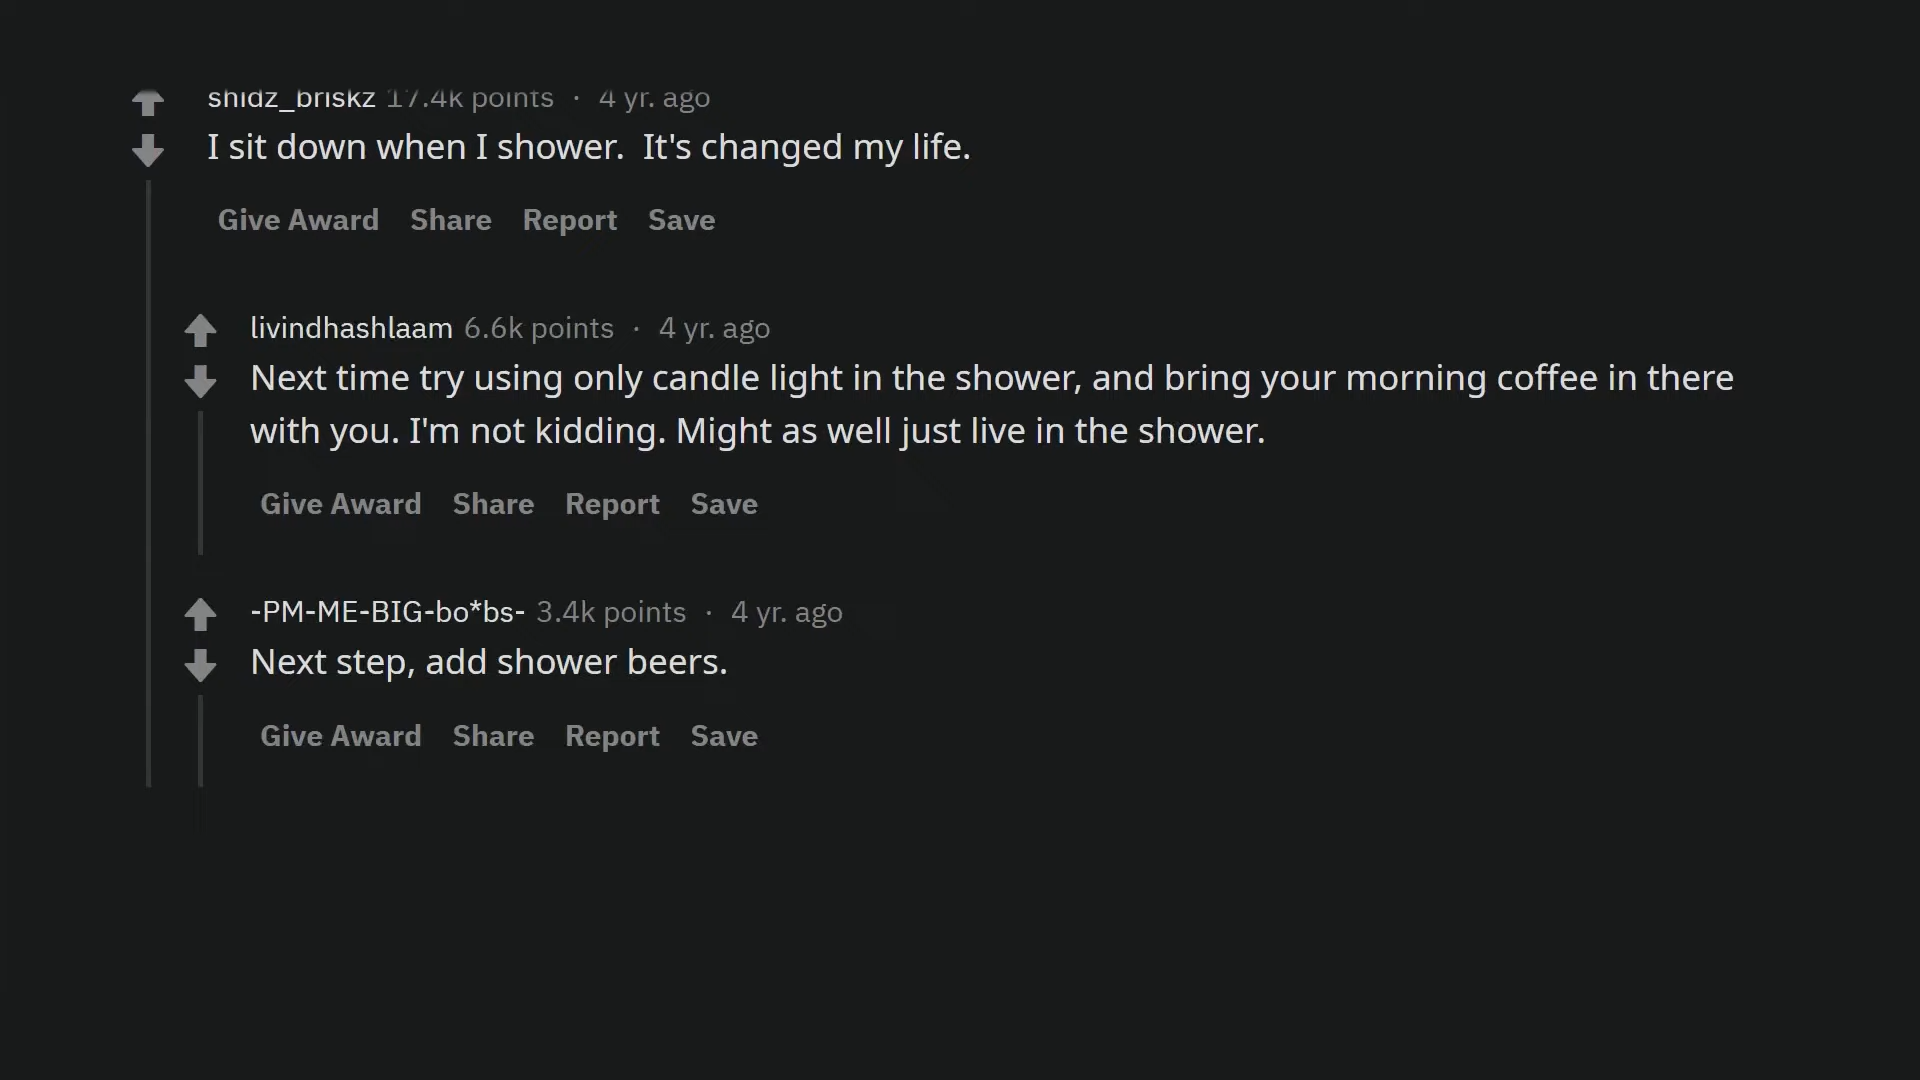 shidz_briskz 17.4k points · 4 yr. ago
I sit down when I shower.  It's changed my life.
Give Award Share Report Save
livindhashlaam 6.6k points · 4 yr. ago
Next time try using only candle light in the shower, and bring your morning coffee in there
with you. I'm not kidding. Might as well just live in the shower.
Give Award Share Report Save
-PM-ME-BIG-bo*bs- 3.4k points · 4 yr. ago
Next step, add shower beers.
Give Award Share Report Save